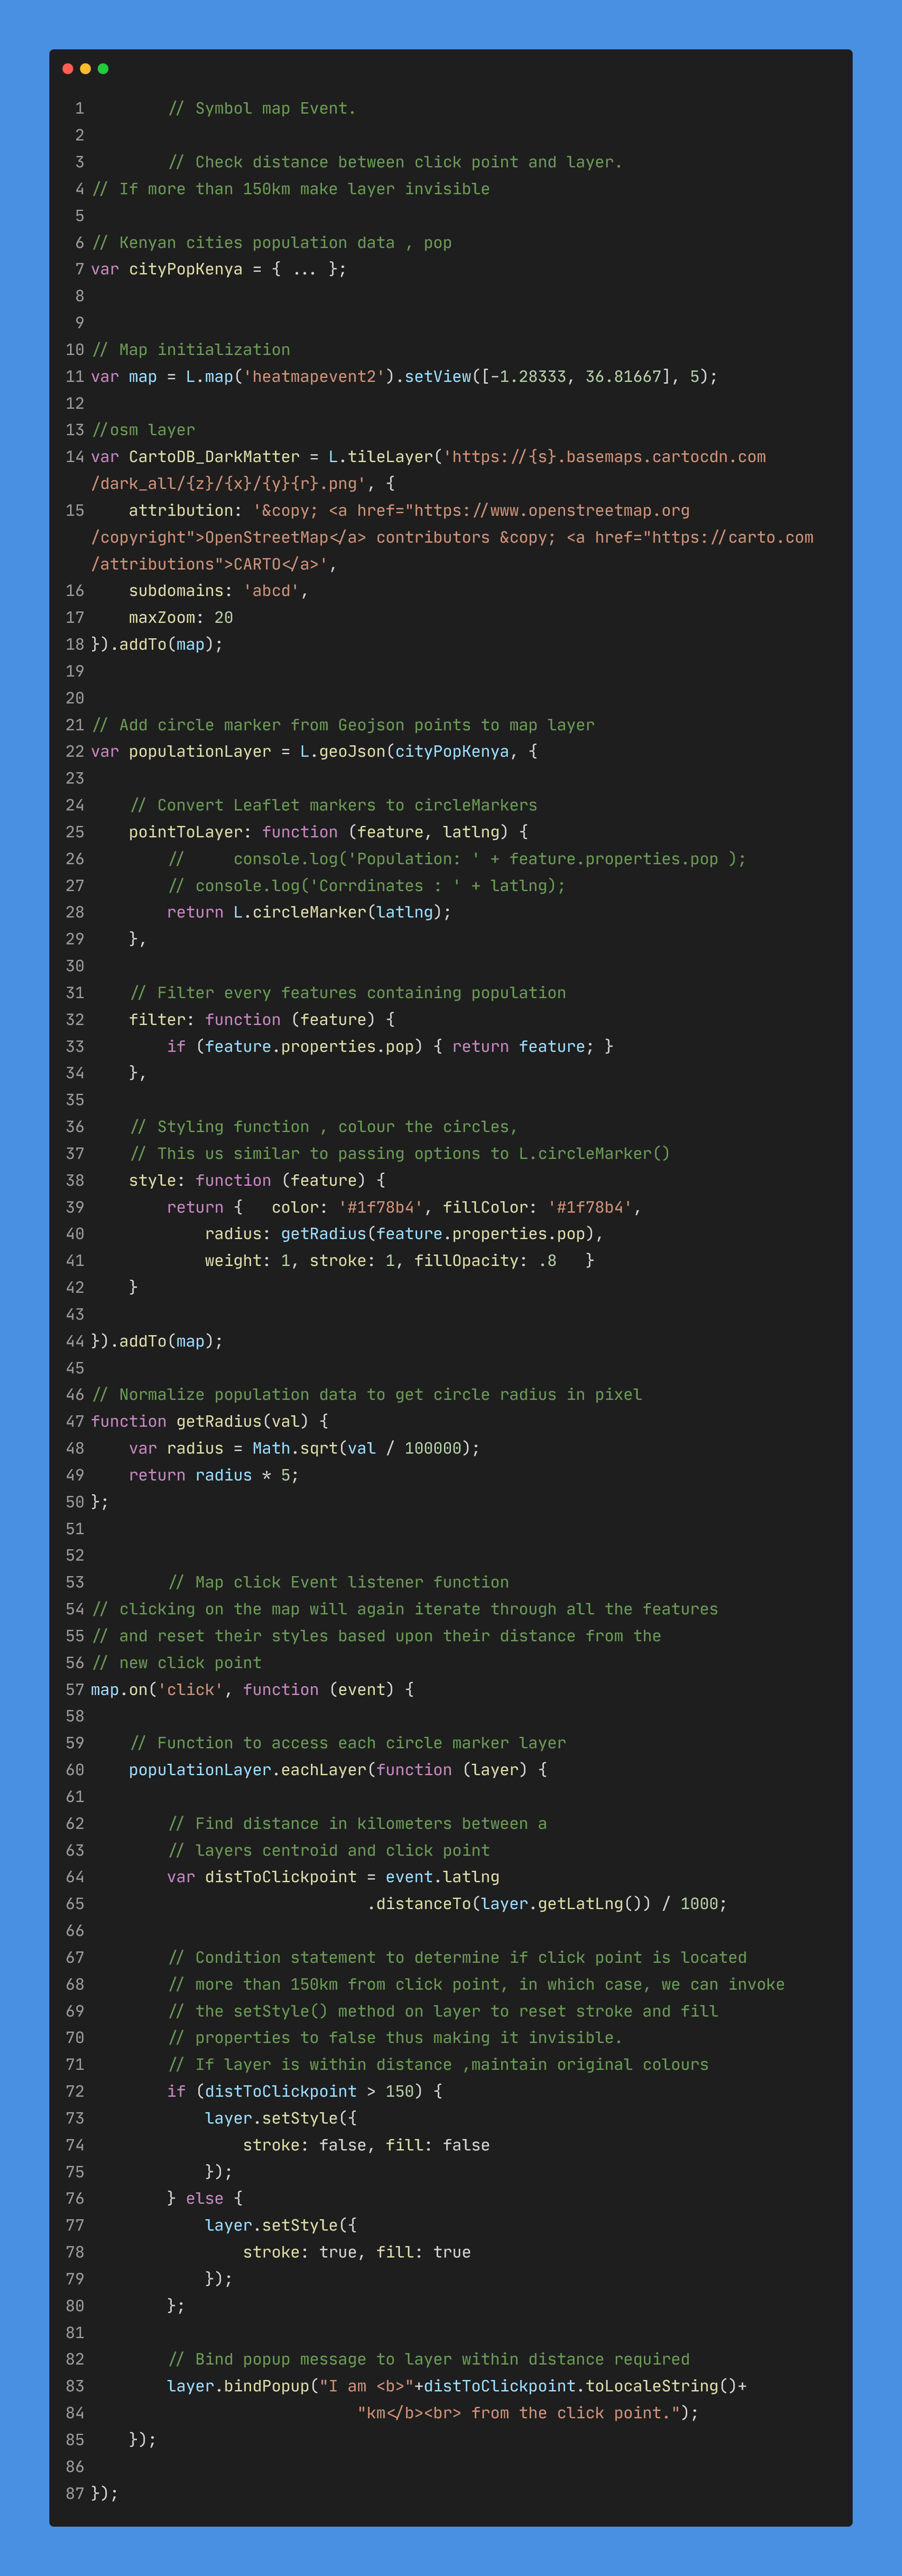 1 // Symbol map Event.
2
3 // Check distance between click point and layer.
4 // If more than 150km make layer invisible
5
6 // Kenyan cities population data , pop
7 var cityPopKenya = { ... };
8
9
10 // Map initialization
11 var map = L.map('heatmapevent2').setView([-1.28333, 36.81667], 5);
12
13 //osm layer
14 var CartoDB_DarkMatter = L.tileLayer('https://{s}.basemaps.cartocdn.com
/dark_all/{z}/{x}/{y}{r}.png', {
15     attribution: '&copy; <a href="https://www.openstreetmap.org
/copyright">OpenStreetMap</a> contributors &copy; <a href="https://carto.com
/attributions">CARTO</a>',
16     subdomains: 'abcd',
17     maxZoom: 20
18 }).addTo(map);
19
20
21 // Add circle marker from Geojson points to map layer
22 var populationLayer = L.geoJson(cityPopKenya, {
23
24     // Convert Leaflet markers to circleMarkers
25     pointToLayer: function (feature, latlng) {
26         //     console.log('Population: ' + feature.properties.pop );
27         // console.log('Corrdinates : ' + latlng);
28         return L.circleMarker(latlng);
29     },
30
31     // Filter every features containing population
32     filter: function (feature) {
33         if (feature.properties.pop) { return feature; }
34     },
35
36     // Styling function , colour the circles,
37     // This us similar to passing options to L.circleMarker()
38     style: function (feature) {
39         return {   color: '#1f78b4', fillColor: '#1f78b4',
40             radius: getRadius(feature.properties.pop),
41             weight: 1, stroke: 1, fillOpacity: .8   }
42     }
43
44 }).addTo(map);
45
46 // Normalize population data to get circle radius in pixel
47 function getRadius(val) {
48     var radius = Math.sqrt(val / 100000);
49     return radius * 5;
50 };
51
52
53         // Map click Event listener function
54 // clicking on the map will again iterate through all the features
55 // and reset their styles based upon their distance from the
56 // new click point
57 map.on('click', function (event) {
58
59     // Function to access each circle marker layer
60     populationLayer.eachLayer(function (layer) {
61
62         // Find distance in kilometers between a
63         // layers centroid and click point
64         var distToClickpoint = event.latlng
65                              .distanceTo(layer.getLatLng()) / 1000;
66
67         // Condition statement to determine if click point is located
68         // more than 150km from click point, in which case, we can invoke
69         // the setStyle() method on layer to reset stroke and fill
70         // properties to false thus making it invisible.
71         // If layer is within distance ,maintain original colours
72         if (distToClickpoint > 150) {
73             layer.setStyle({
74                 stroke: false, fill: false
75             });
76         } else {
77             layer.setStyle({
78                 stroke: true, fill: true
79             });
80         };
81
82         // Bind popup message to layer within distance required
83         layer.bindPopup("I am <b>"+distToClickpoint.toLocaleString()+
84                             "km</b><br> from the click point.");
85     });
86
87 });